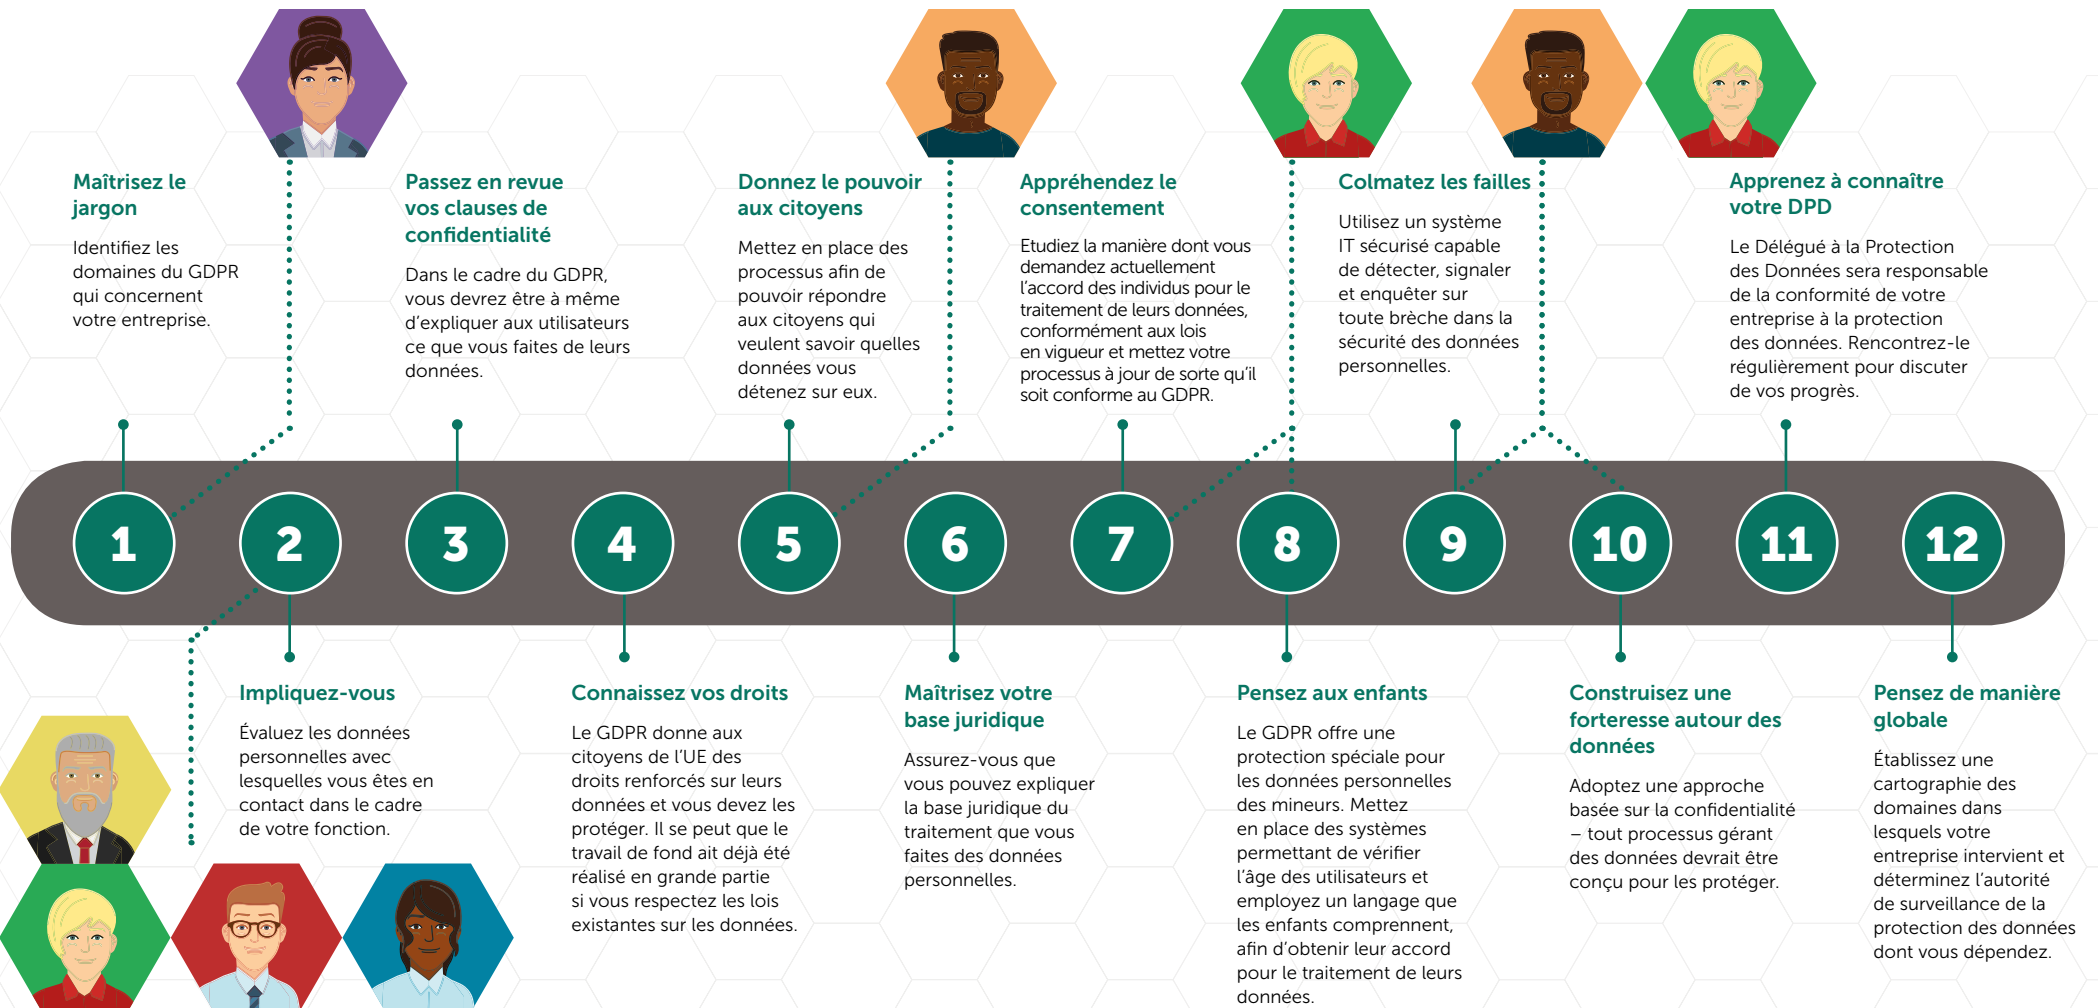 Maîtrisez le
jargon
Identifiez les
domaines du GDPR
qui concernent
votre entreprise.
Passez en revue
vos clauses de
confidentialité
Dans le cadre du GDPR,
vous devrez être à même
d'expliquer aux utilisateurs
ce que vous faites de leurs
données.
Donnez le pouvoir
aux citoyens
Mettez en place des
processus afin de
pouvoir répondre
aux citoyens qui
veulent savoir quelles
données vous
détenez sur eux.
Appréhendez le
consentement
Etudiez la manière dont vous
demandez actuellement
l'accord des individus pour le
traitement de leurs données,
conformément aux lois
en vigueur et mettez votre
processus à jour de sorte qu'il
soit conforme au GDPR.
Colmatez les failles
Utilisez un système
IT sécurisé capable
de détecter, signaler
et enquêter sur
toute brèche dans la
sécurité des données
personnelles.
Apprenez à connaître
votre DPD
Le Délégué à la Protection
des Données sera responsable
de la conformité de votre
entreprise à la protection
des données. Rencontrez-le
régulièrement pour discuter
de vos progrès.
1 2 3 4 5 6 7 8 9 10 11 12
Impliquez-vous
Évaluez les données
personnelles avec
lesquelles vous êtes en
contact dans le cadre
de votre fonction.
Connaissez vos droits
Le GDPR donne aux
citoyens de l'UE des
droits renforcés sur leurs
données et vous devez les
protéger. Il se peut que le
travail de fond ait déjà été
réalisé en grande partie
si vous respectez les lois
existantes sur les données.
Maîtrisez votre
base juridique
Assurez-vous que
vous pouvez expliquer
la base juridique du
traitement que vous
faites des données
personnelles.
Pensez aux enfants
Le GDPR offre une
protection spéciale pour
les données personnelles
des mineurs. Mettez
en place des systèmes
permettant de vérifier
l'âge des utilisateurs et
employez un langage que
les enfants comprennent,
afin d'obtenir leur accord
pour le traitement de leurs
données.
Construisez une
forteresse autour des
données
Adoptez une approche
basée sur la confidentialité
– tout processus gérant
des données devrait être
conçu pour les protéger.
Pensez de manière
globale
Établissez une
cartographie des
domaines dans
lesquels votre
entreprise intervient et
déterminez l'autorité
de surveillance de la
protection des données
dont vous dépendez.